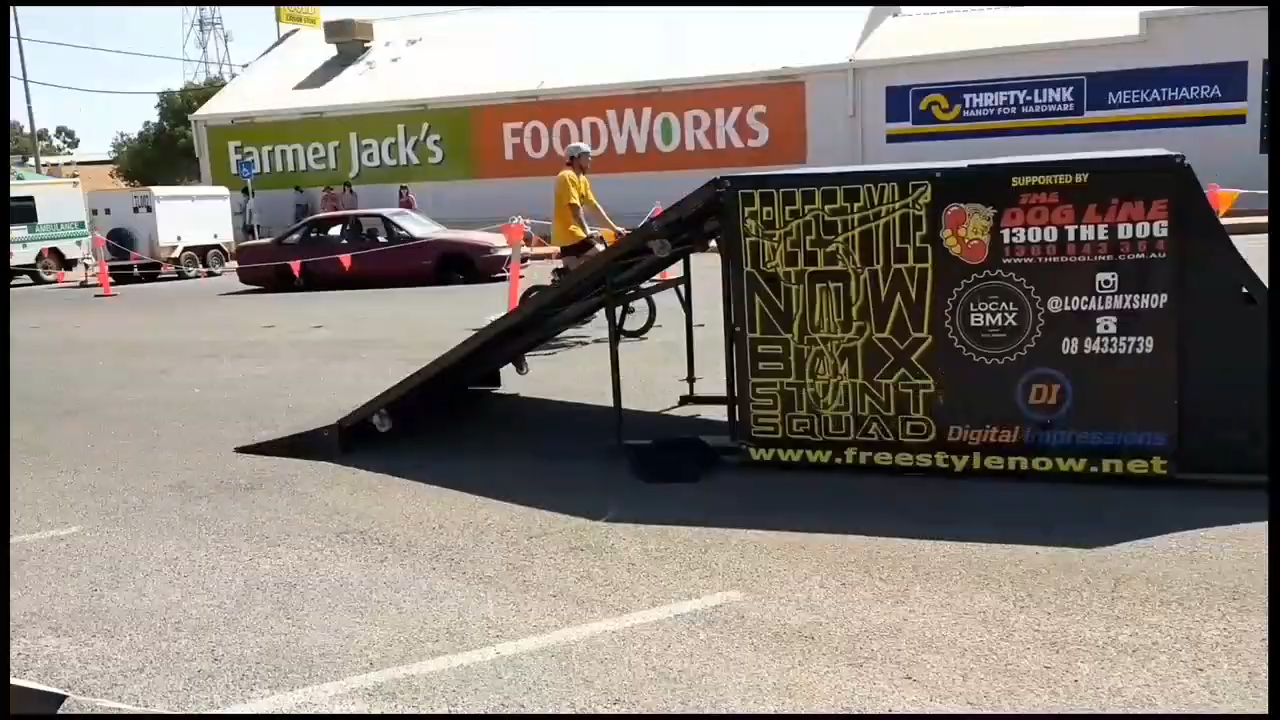 LIQUOR STORE
Farmer Jack's
FOODWORKS
THRIFTY-LINK
HANDY FOR HARDWARE
MEEKATHARRA
AMBULANCE
FREESTYLE
NOW
BMX
STUNT
SQUAD
SUPPORTED BY
THE
DOG LINE
1300 THE DOG
1300 843 364
WWW.THEDOGLINE.COM.AU
LOCAL
BMX
@LOCALBMXSHOP
08 94335739
DI
Digital Impressions
www.freestylenow.net